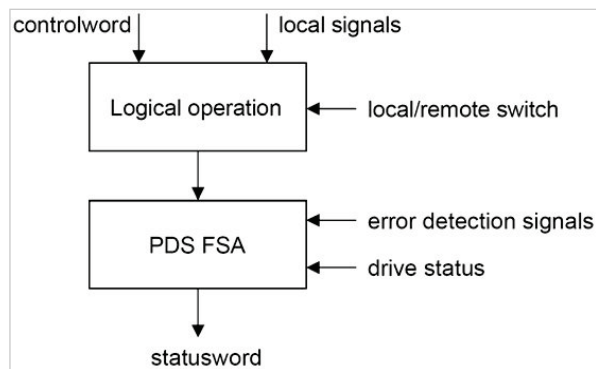 controlword
local signals
Logical operation
local/remote switch
PDS FSA
error detection signals
drive status
statusword